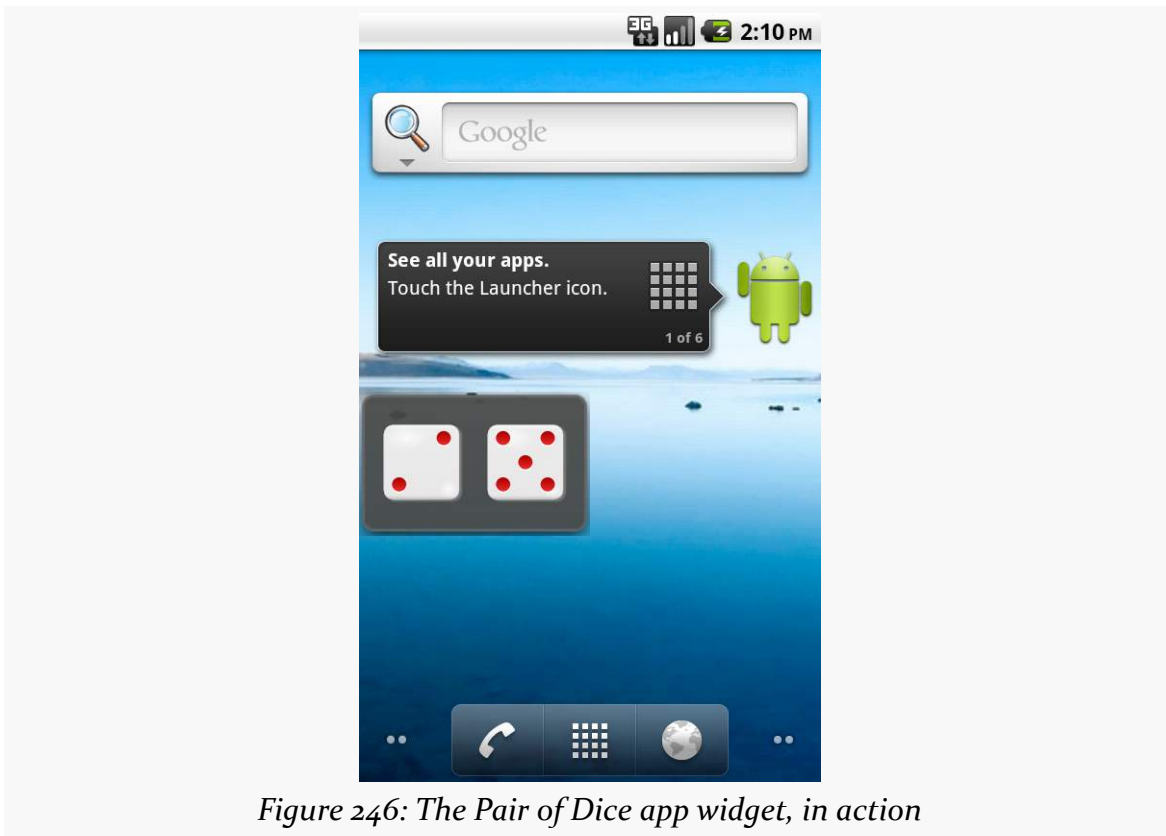 3G 2:10 PM
Google
See all your apps.
Touch the Launcher icon.
1 of 6
Figure 246: The Pair of Dice app widget, in action